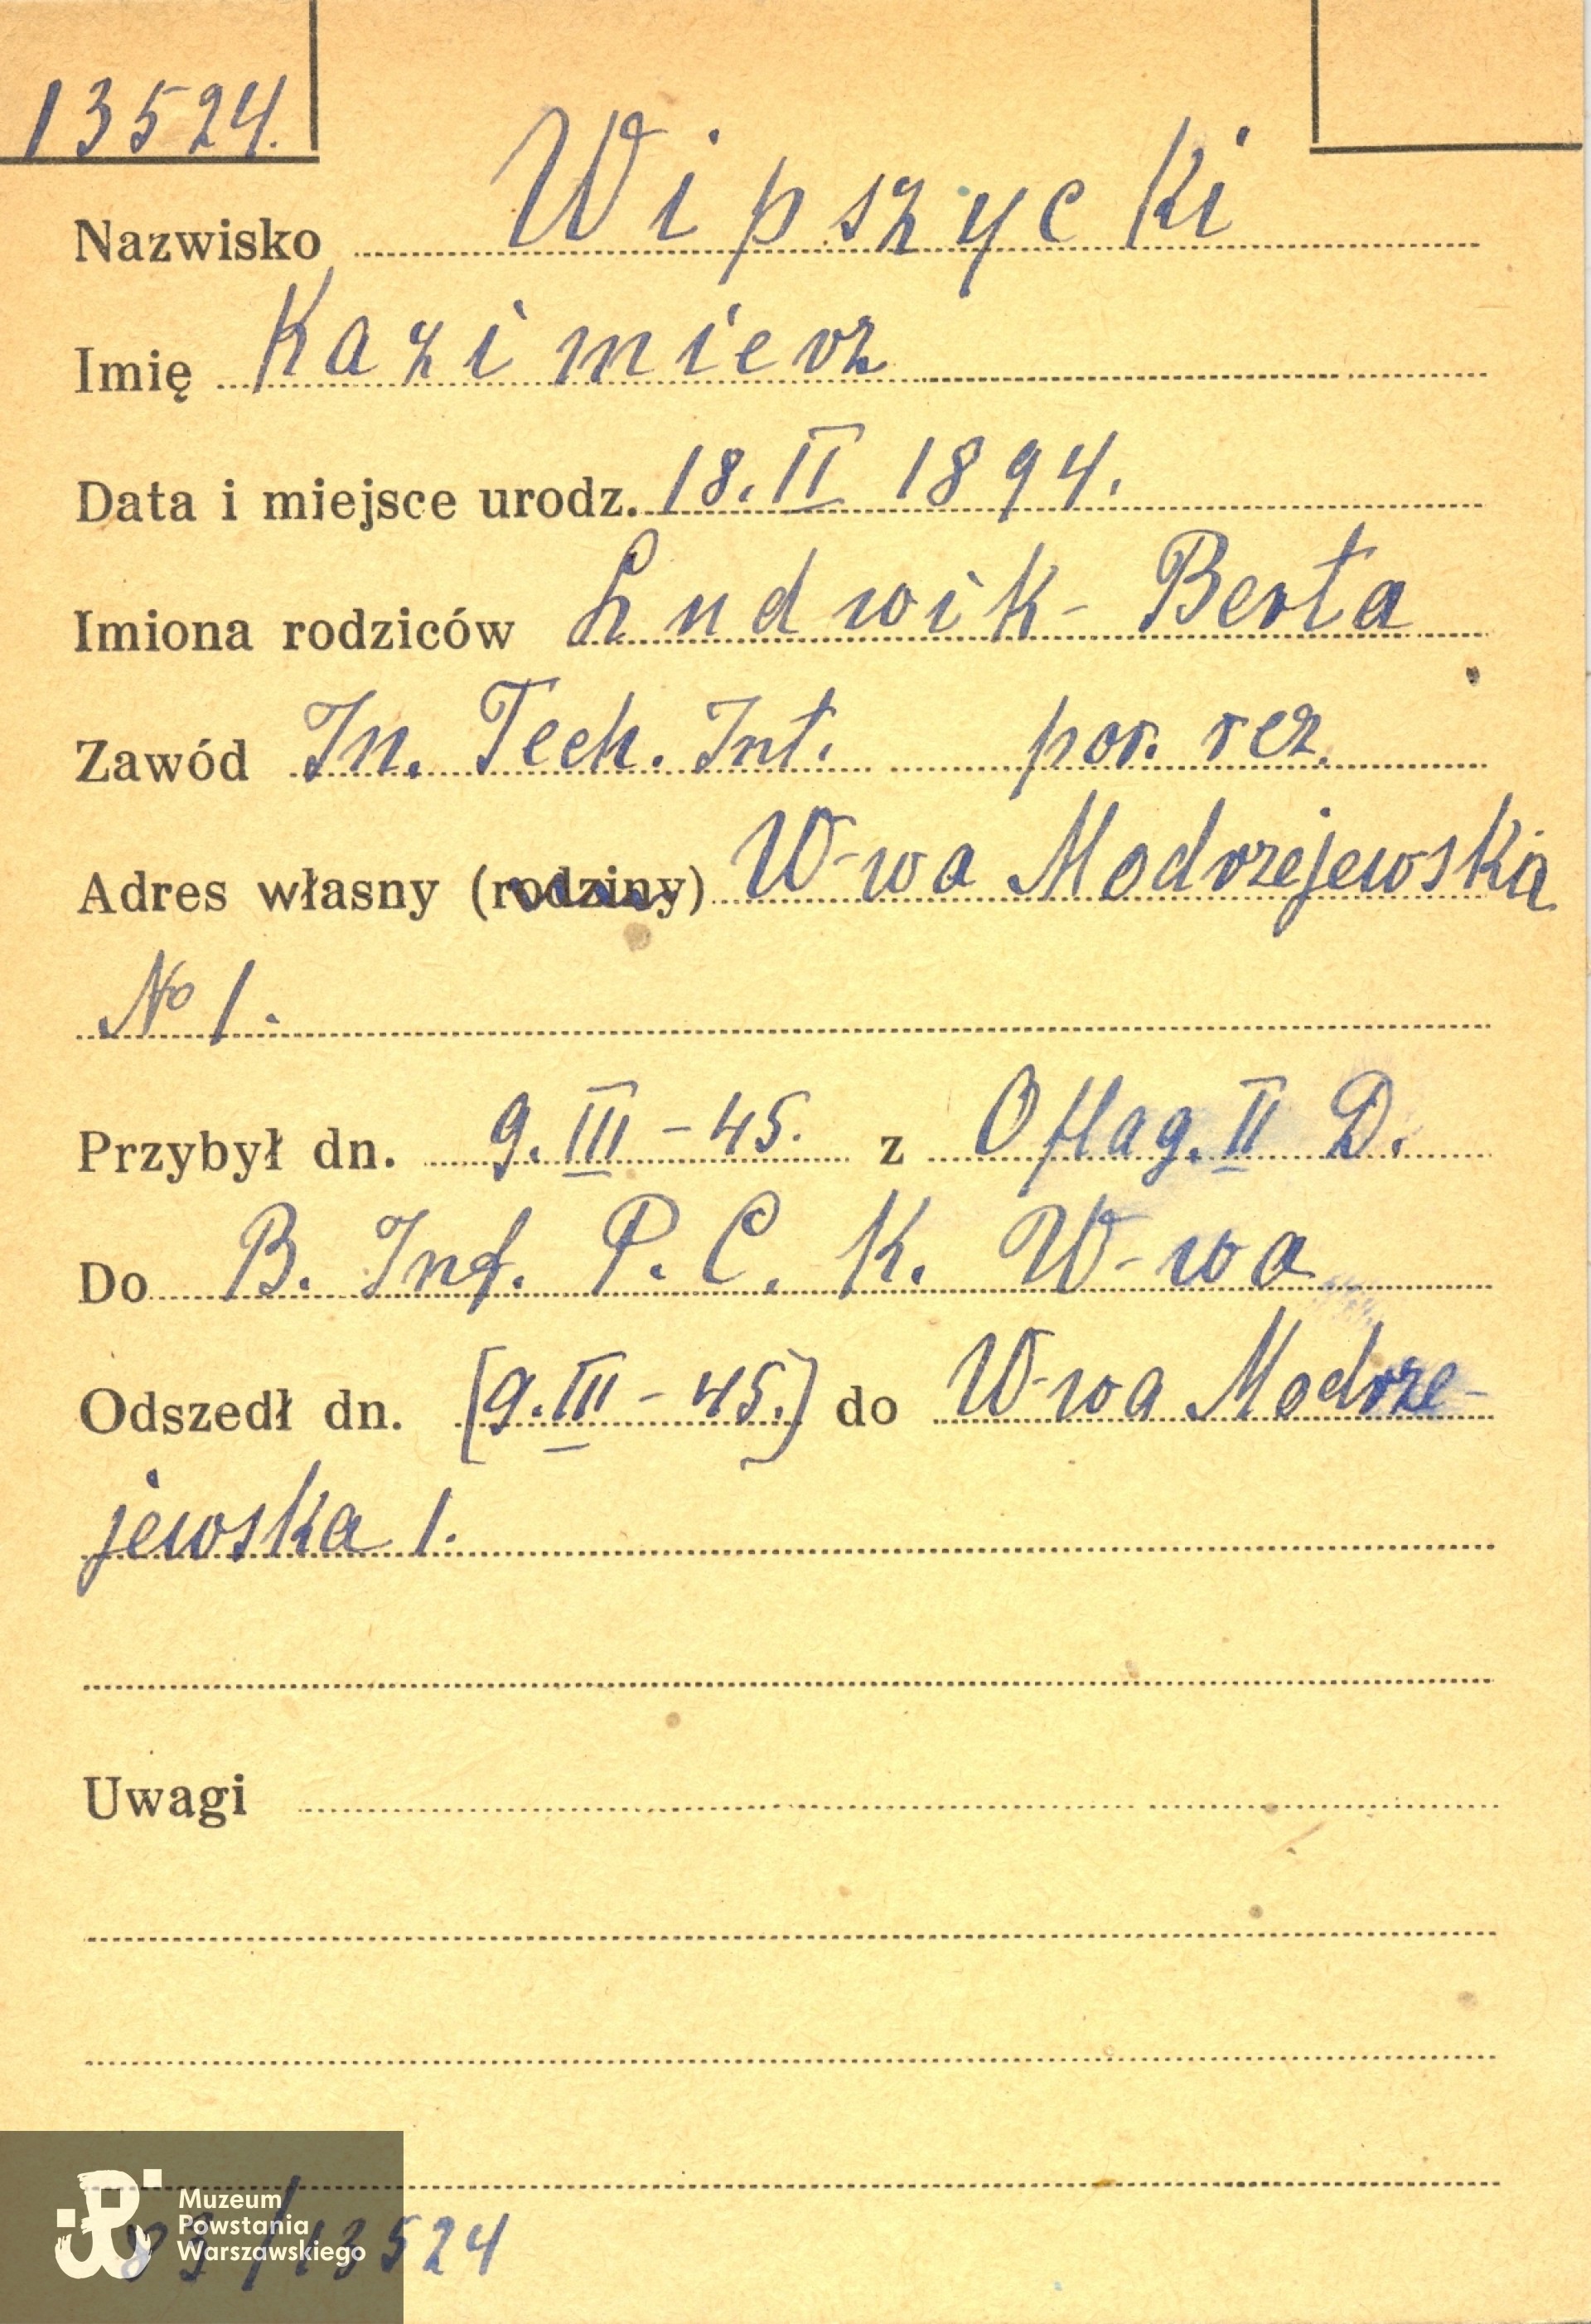 13524.
Nazwisko Wipszycki
Imię Kazimierz
Data i miejsce urodz. 18. II 1894.
Imiona rodziców Ludwik - Berta
Zawód In. Tech. Int. por. rez.
Adres własny (rodziny) W-wa Modrzejewska
No 1.
Przybył dn. 9. III - 45. z Oflag. II D.
Do B. Inf. P. C. K. W-wa
Odszedł dn. [9. III - 45.] do W-wa Modrze-
jewska 1.
Uwagi
83/13524
Muzeum
Powstania
Warszawskiego